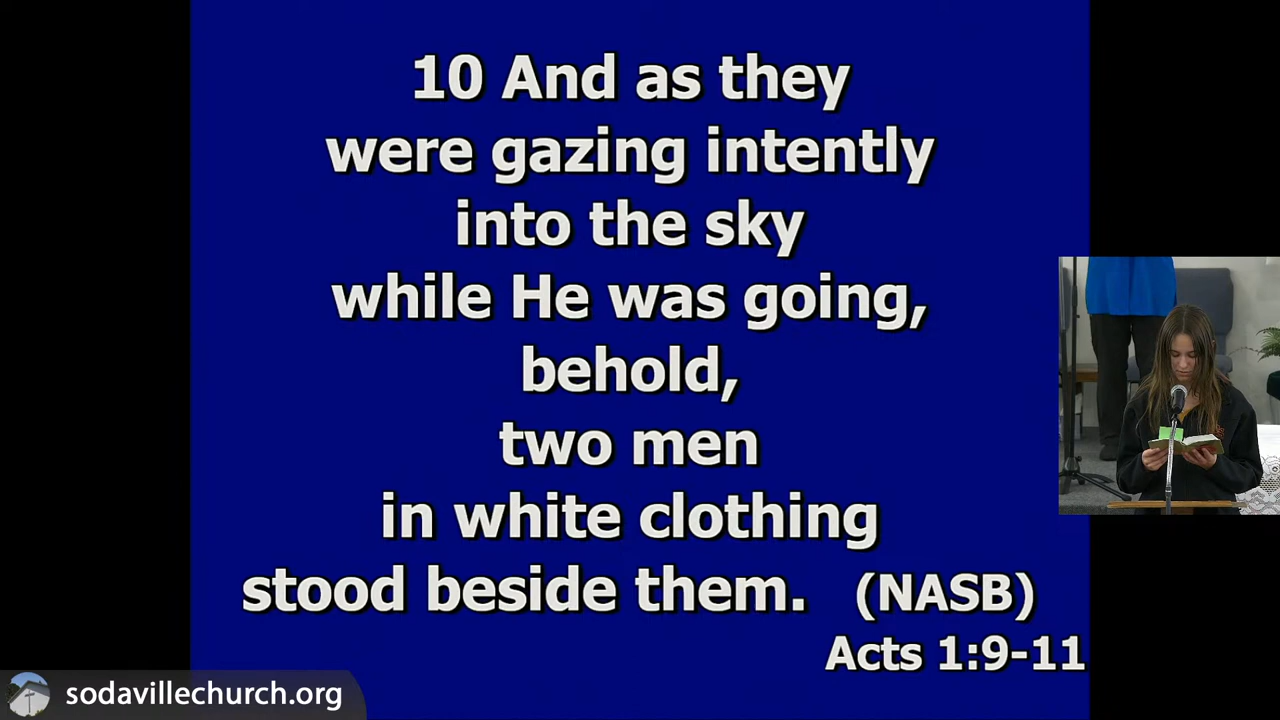 10 And as they
were gazing intently
into the sky
while He was going,
behold,
two men
in white clothing
stood beside them. (NASB)
Acts 1:9-11
sodavillechurch.org